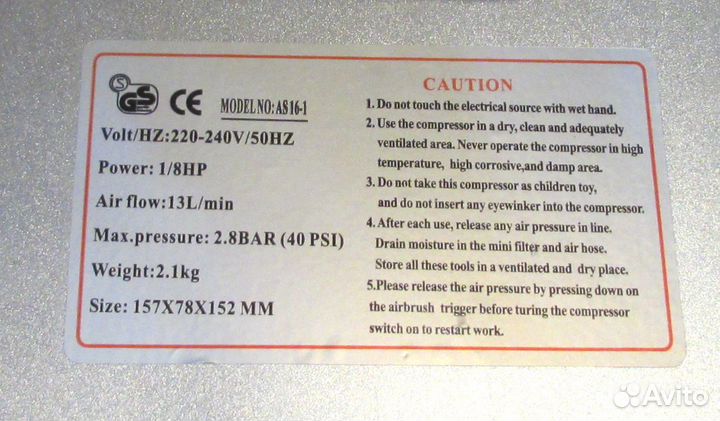 S
GS
CE
MODEL NO: AS16-1
Volt/HZ:220-240V/50HZ
Power: 1/8HP
Air flow:13L/min
Max.pressure: 2.8BAR (40 PSI)
Weight:2.1kg
Size: 157X78X152 MM
CAUTION
1. Do not touch the electrical source with wet hand.
2. Use the compressor in a dry, clean and adequately
ventilated area. Never operate the compressor in high
temperature, high corrosive,and damp area.
3. Do not take this compressor as children toy,
and do not insert any eyewinker into the compressor.
4. After each use, release any air pressure in line.
Drain moisture in the mini filter and air hose.
Store all these tools in a ventilated and dry place.
5.Please release the air pressure by pressing down on
the airbrush trigger before turing the compressor
switch on to restart work.
Avito